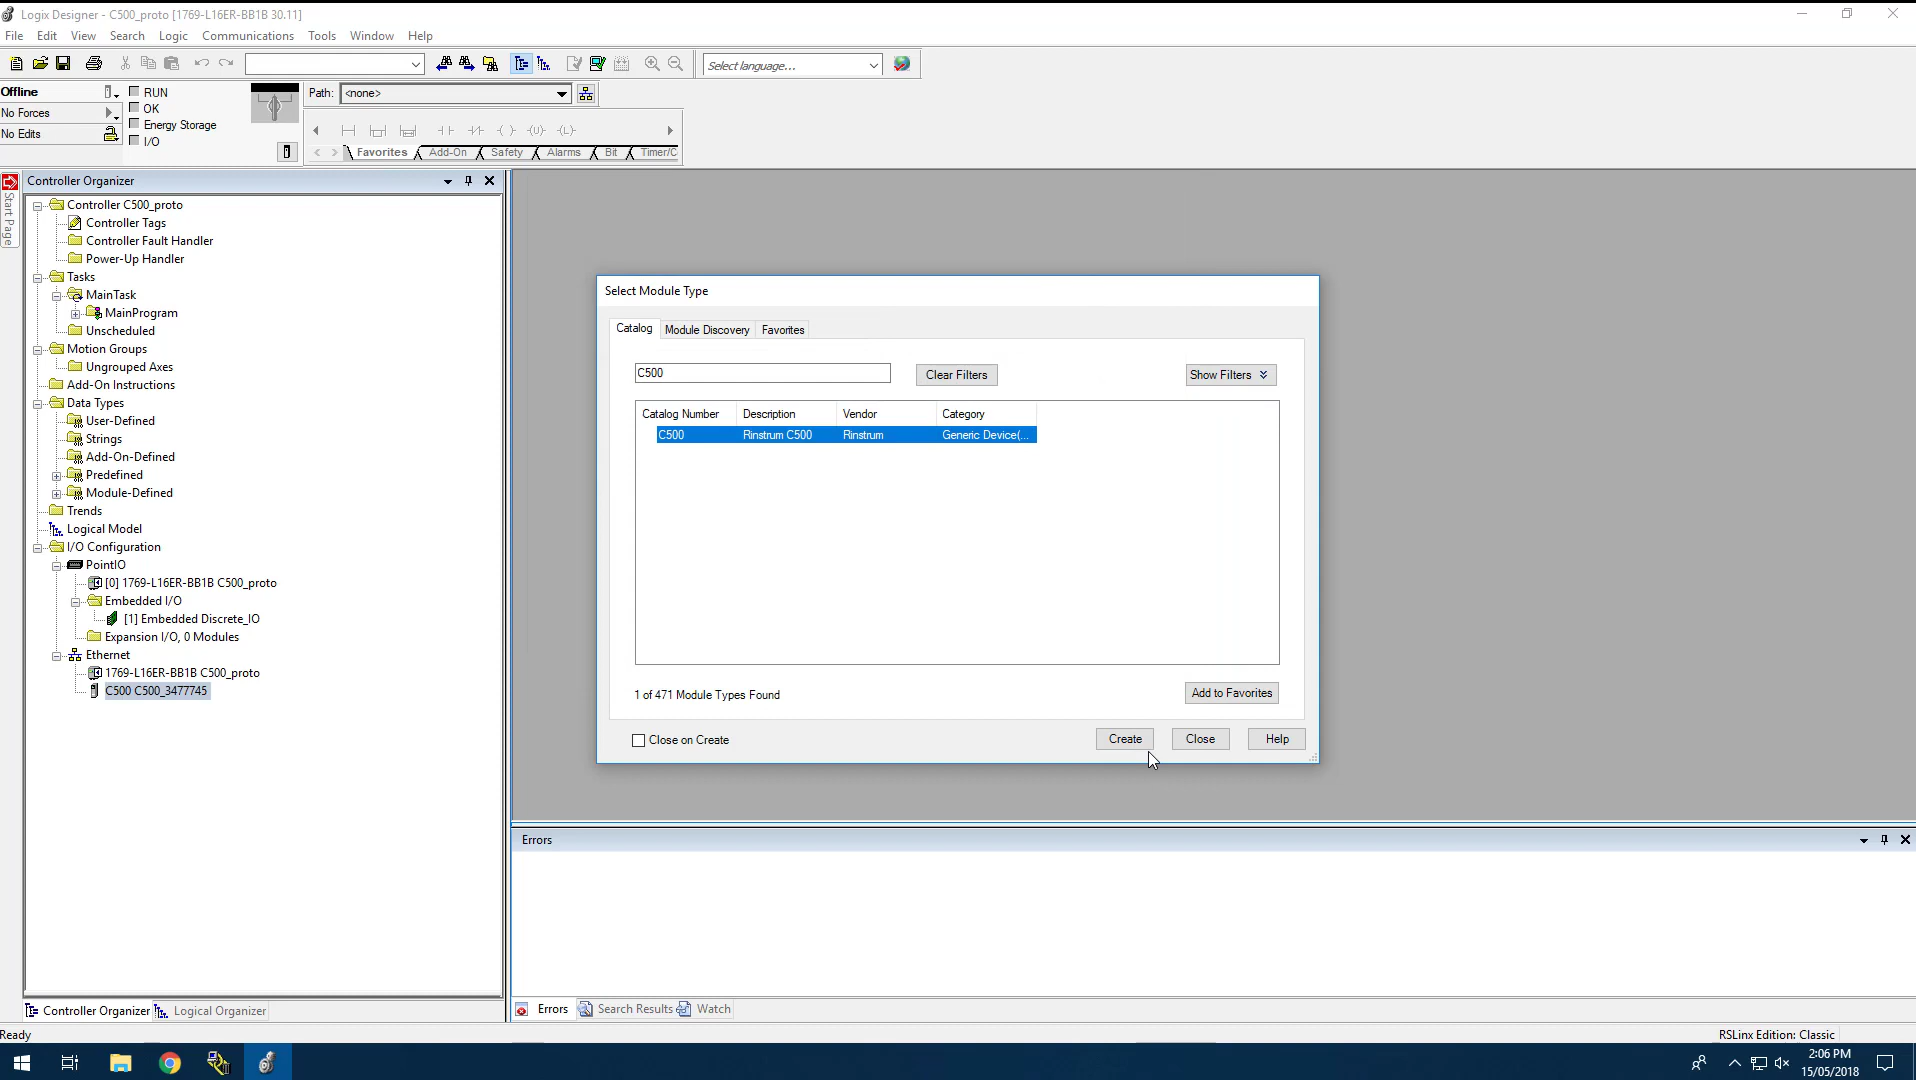 Logix Designer - C500_proto [1769-L16ER-BB1B 30.11]
File Edit View Search Logic Communications Tools Window Help
Select language...
Offline
No Forces
No Edits
RUN
OK
Energy Storage
I/O
Path: <none>
Favorites Add-On Safety Alarms Bit Timer/C
Start Page
Controller Organizer
Controller C500_proto
Controller Tags
Controller Fault Handler
Power-Up Handler
Tasks
MainTask
MainProgram
Unscheduled
Motion Groups
Ungrouped Axes
Add-On Instructions
Data Types
User-Defined
Strings
Add-On-Defined
Predefined
Module-Defined
Trends
Logical Model
I/O Configuration
PointIO
[0] 1769-L16ER-BB1B C500_proto
Embedded I/O
[1] Embedded Discrete_IO
Expansion I/O, 0 Modules
Ethernet
1769-L16ER-BB1B C500_proto
C500 C500_3477745
Controller Organizer Logical Organizer
Select Module Type
Catalog Module Discovery Favorites
C500 Clear Filters Show Filters
Catalog Number Description Vendor Category
C500 Rinstrum C500 Rinstrum Generic Device(...
1 of 471 Module Types Found Add to Favorites
Close on Create Create Close Help
Errors
Errors Search Results Watch
Ready RSLinx Edition: Classic
2:06 PM
15/05/2018